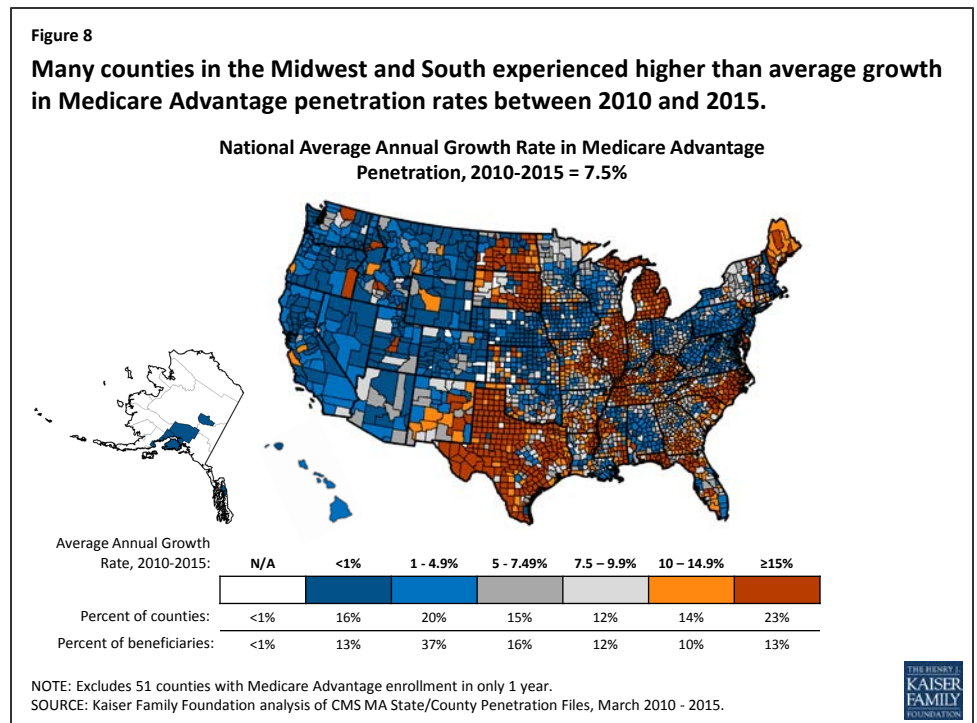 Figure 8
Many counties in the Midwest and South experienced higher than average growth
in Medicare Advantage penetration rates between 2010 and 2015.
National Average Annual Growth Rate in Medicare Advantage
Penetration, 2010-2015 = 7.5%
Average Annual Growth
Rate, 2010-2015: N/A <1% 1 - 4.9% 5 - 7.49% 7.5 – 9.9% 10 – 14.9% ≥15%
Percent of counties: <1% 16% 20% 15% 12% 14% 23%
Percent of beneficiaries: <1% 13% 37% 16% 12% 10% 13%
NOTE: Excludes 51 counties with Medicare Advantage enrollment in only 1 year.
SOURCE: Kaiser Family Foundation analysis of CMS MA State/County Penetration Files, March 2010 - 2015.
THE HENRY J.
KAISER
FAMILY
FOUNDATION